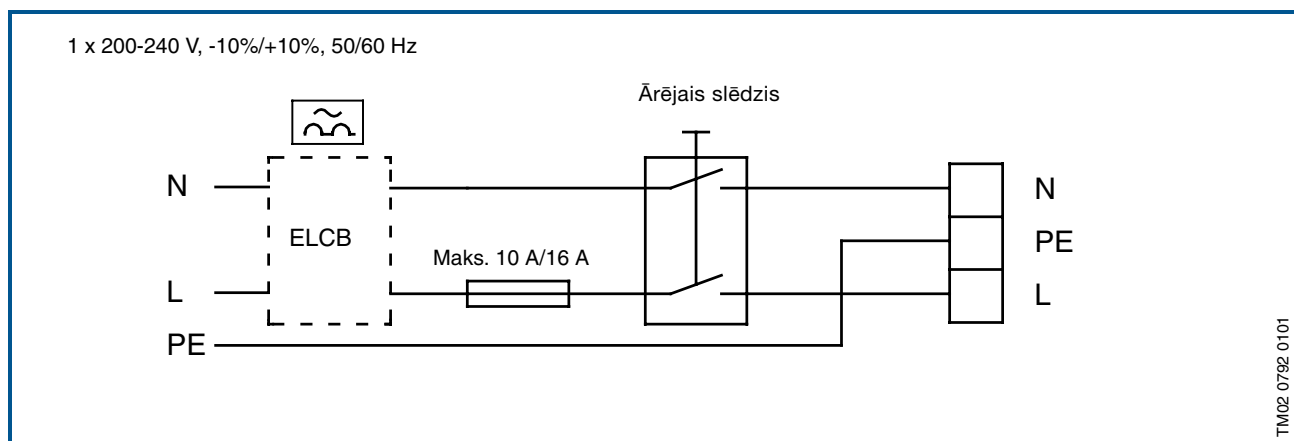 1 x 200-240 V, -10%/+10%, 50/60 Hz
Ārējais slēdzis
N
N
ELCB
PE
Maks. 10 A/16 A
L
L
PE
TM02 0792 0101